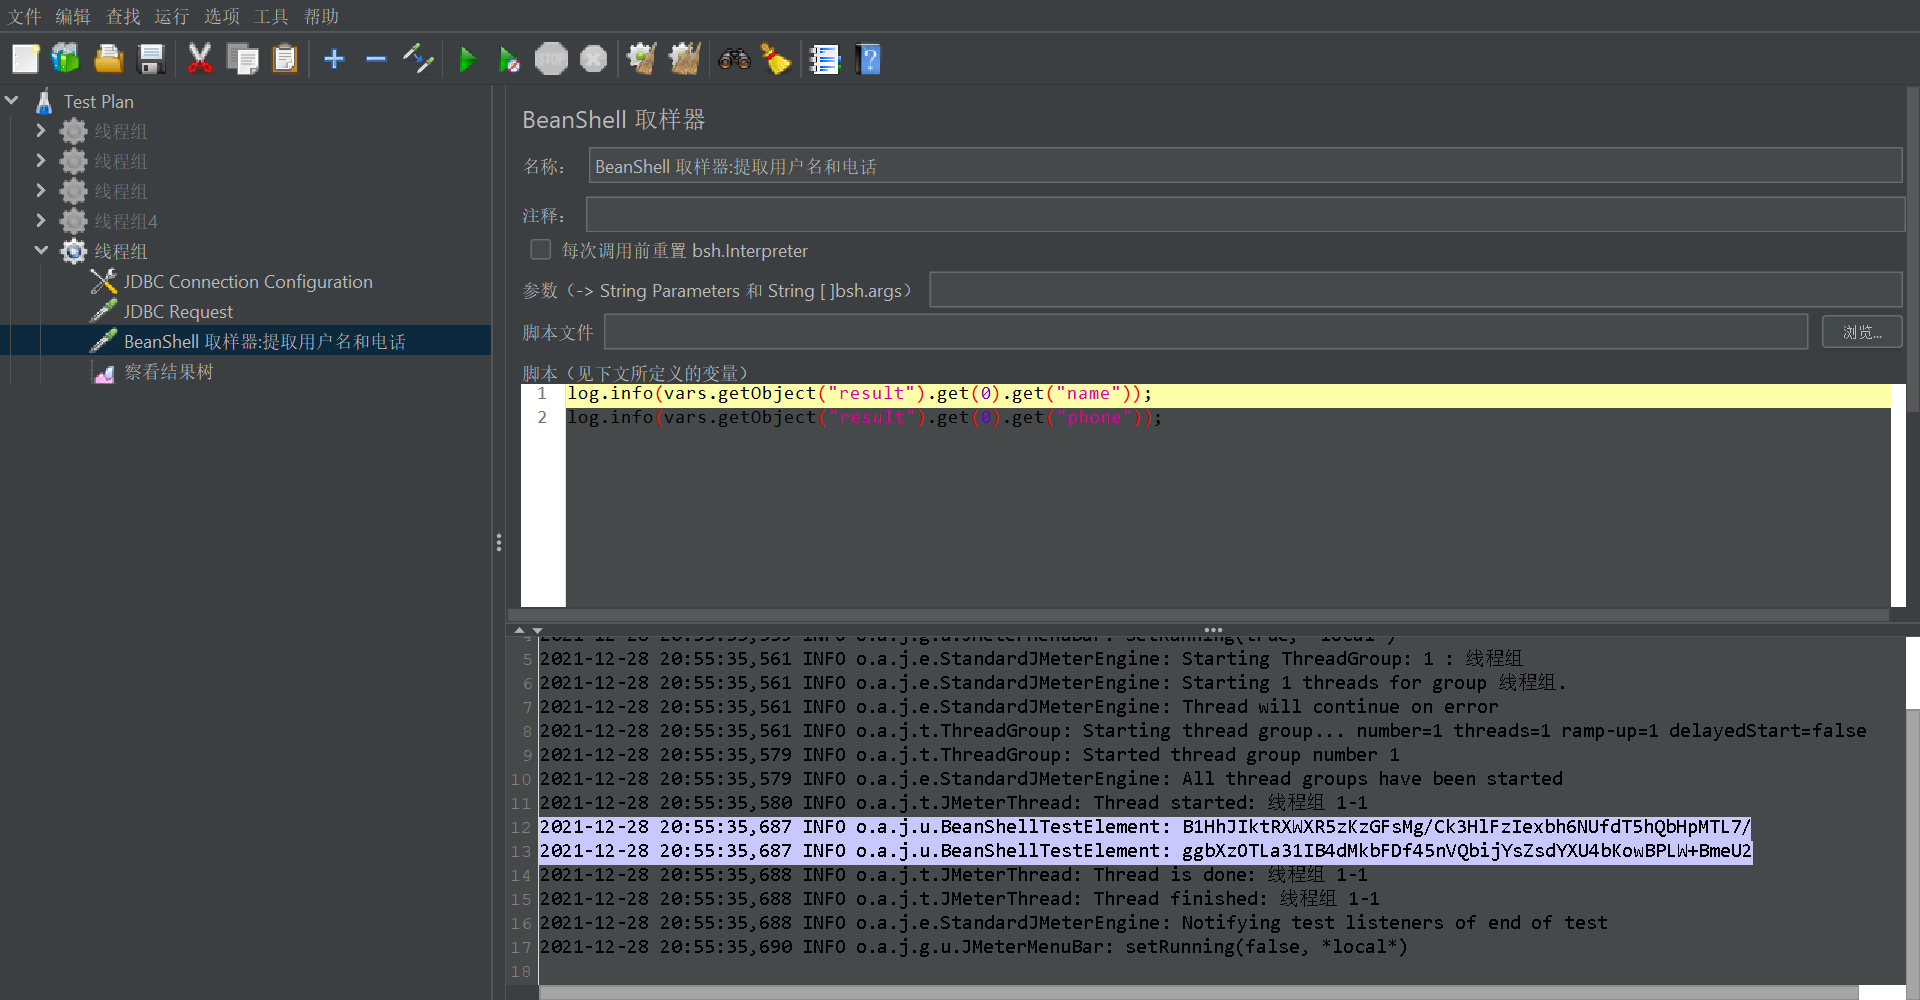 文件 编辑 查找 运行 选项 工具 帮助
STOP
Test Plan
线程组
线程组
线程组
线程组4
线程组
JDBC Connection Configuration
JDBC Request
BeanShell 取样器:提取用户名和电话
察看结果树
BeanShell 取样器
名称: BeanShell 取样器:提取用户名和电话
注释:
每次调用前重置 bsh.Interpreter
参数（-> String Parameters 和 String [ ]bsh.args）
脚本文件 浏览...
脚本（见下文所定义的变量）
1 log.info(vars.getObject("result").get(0).get("name"));
2 log.info(vars.getObject("result").get(0).get("phone"));
4 2021-12-28 20:55:35,559 INFO o.a.j.g.u.JMeterMenuBar: setRunning(true, *local*)
5 2021-12-28 20:55:35,561 INFO o.a.j.e.StandardJMeterEngine: Starting ThreadGroup: 1 : 线程组
6 2021-12-28 20:55:35,561 INFO o.a.j.e.StandardJMeterEngine: Starting 1 threads for group 线程组.
7 2021-12-28 20:55:35,561 INFO o.a.j.e.StandardJMeterEngine: Thread will continue on error
8 2021-12-28 20:55:35,561 INFO o.a.j.t.ThreadGroup: Starting thread group... number=1 threads=1 ramp-up=1 delayedStart=false
9 2021-12-28 20:55:35,579 INFO o.a.j.t.ThreadGroup: Started thread group number 1
10 2021-12-28 20:55:35,579 INFO o.a.j.e.StandardJMeterEngine: All thread groups have been started
11 2021-12-28 20:55:35,580 INFO o.a.j.t.JMeterThread: Thread started: 线程组 1-1
12 2021-12-28 20:55:35,687 INFO o.a.j.u.BeanShellTestElement: B1HhJIktRXWXR5zKzGFsMg/Ck3HlFzIexbh6NUfdT5hQbHpMTL7/
13 2021-12-28 20:55:35,687 INFO o.a.j.u.BeanShellTestElement: ggbXzOTLa31IB4dMkbFDf45nVQbijYsZsdYXU4bKowBPLW+BmeU2
14 2021-12-28 20:55:35,688 INFO o.a.j.t.JMeterThread: Thread is done: 线程组 1-1
15 2021-12-28 20:55:35,688 INFO o.a.j.t.JMeterThread: Thread finished: 线程组 1-1
16 2021-12-28 20:55:35,688 INFO o.a.j.e.StandardJMeterEngine: Notifying test listeners of end of test
17 2021-12-28 20:55:35,690 INFO o.a.j.g.u.JMeterMenuBar: setRunning(false, *local*)
18